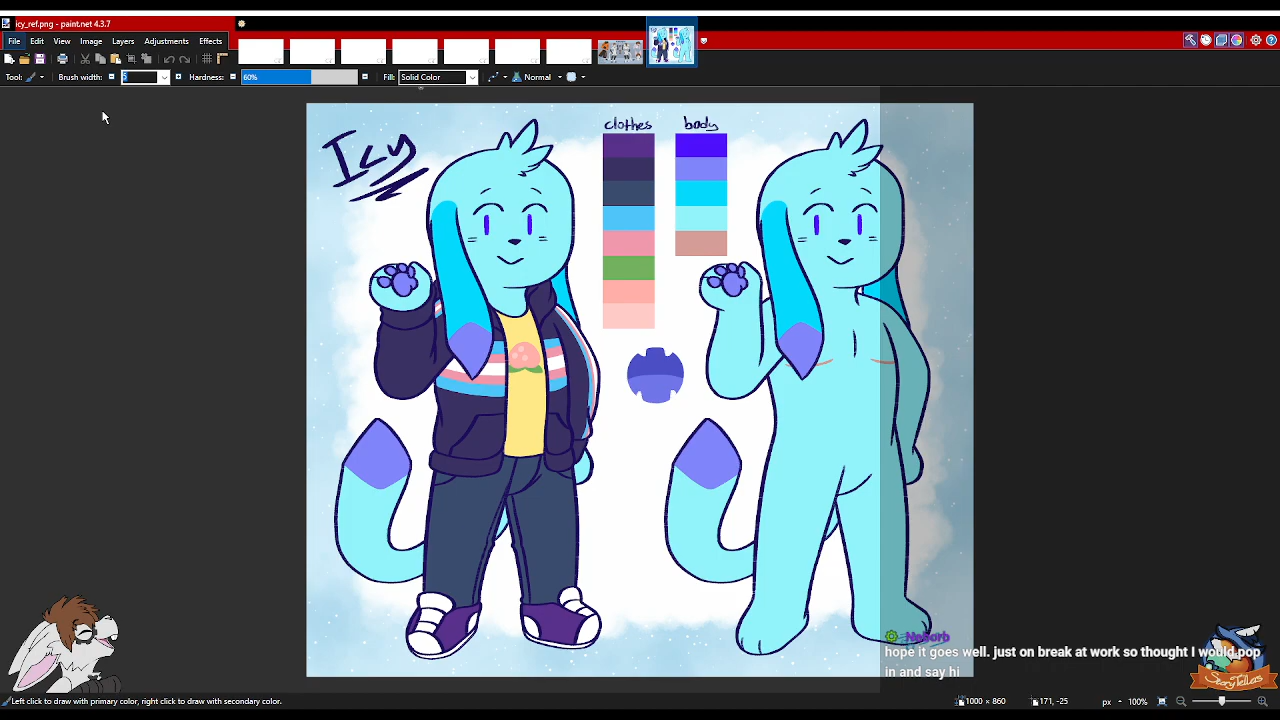 icy_ref.png - paint.net 4.3.7
File Edit View Image Layers Adjustments Effects
Tool: Brush width: 5 Hardness: 60% Fill: Solid Color Normal
Icy
clothes body
Neborb
hope it goes well. just on break at work so thought I would pop
in and say hi
StoryTellers
Left click to draw with primary color, right click to draw with secondary color. 1000 × 860 171, -25 px 100%